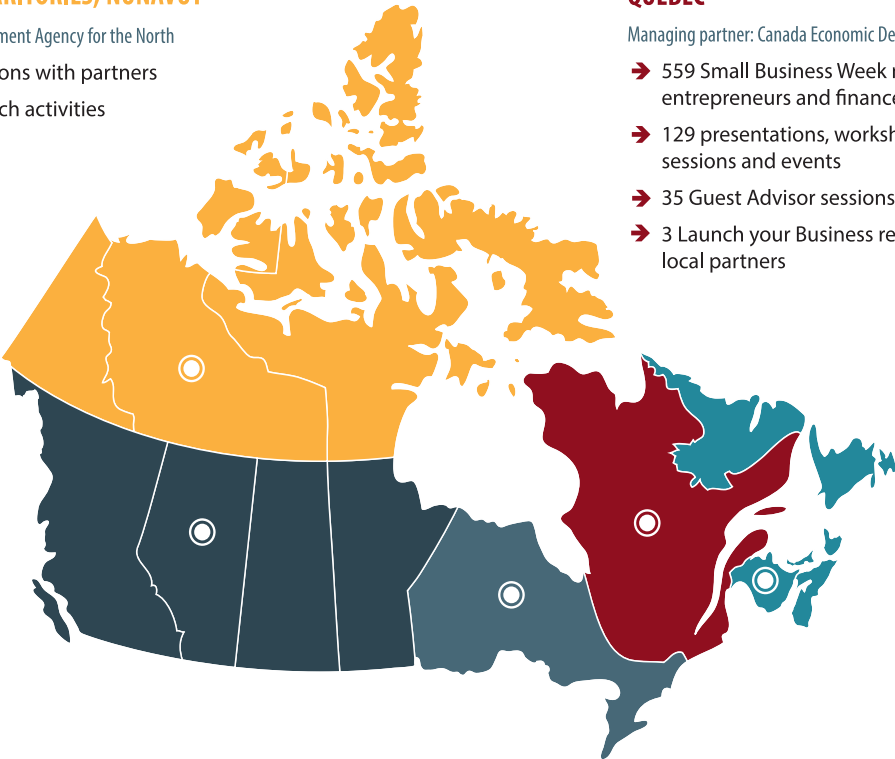 NUNAVUT
ment Agency for the North
ons with partners
ch activities
QUÉBEC
Managing partner: Canada Economic De
➔ 559 Small Business Week
entrepreneurs and finance
➔ 129 presentations, worksh
sessions and events
➔ 35 Guest Advisor sessions
➔ 3 Launch your Business re
local partners